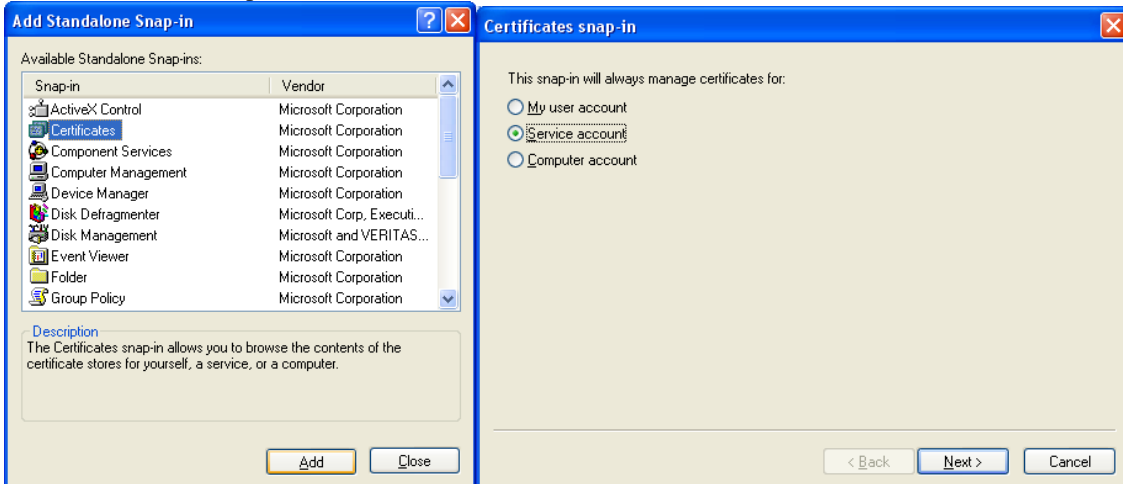 Add Standalone Snap-in
Available Standalone Snap-ins:
Snap-in Vendor
ActiveX Control Microsoft Corporation
Certificates Microsoft Corporation
Component Services Microsoft Corporation
Computer Management Microsoft Corporation
Device Manager Microsoft Corporation
Disk Defragmenter Microsoft Corp, Executi...
Disk Management Microsoft and VERITAS...
Event Viewer Microsoft Corporation
Folder Microsoft Corporation
Group Policy Microsoft Corporation
Description
The Certificates snap-in allows you to browse the contents of the
certificate stores for yourself, a service, or a computer.
Add Close
Certificates snap-in
This snap-in will always manage certificates for:
My user account
Service account
Computer account
< Back Next > Cancel